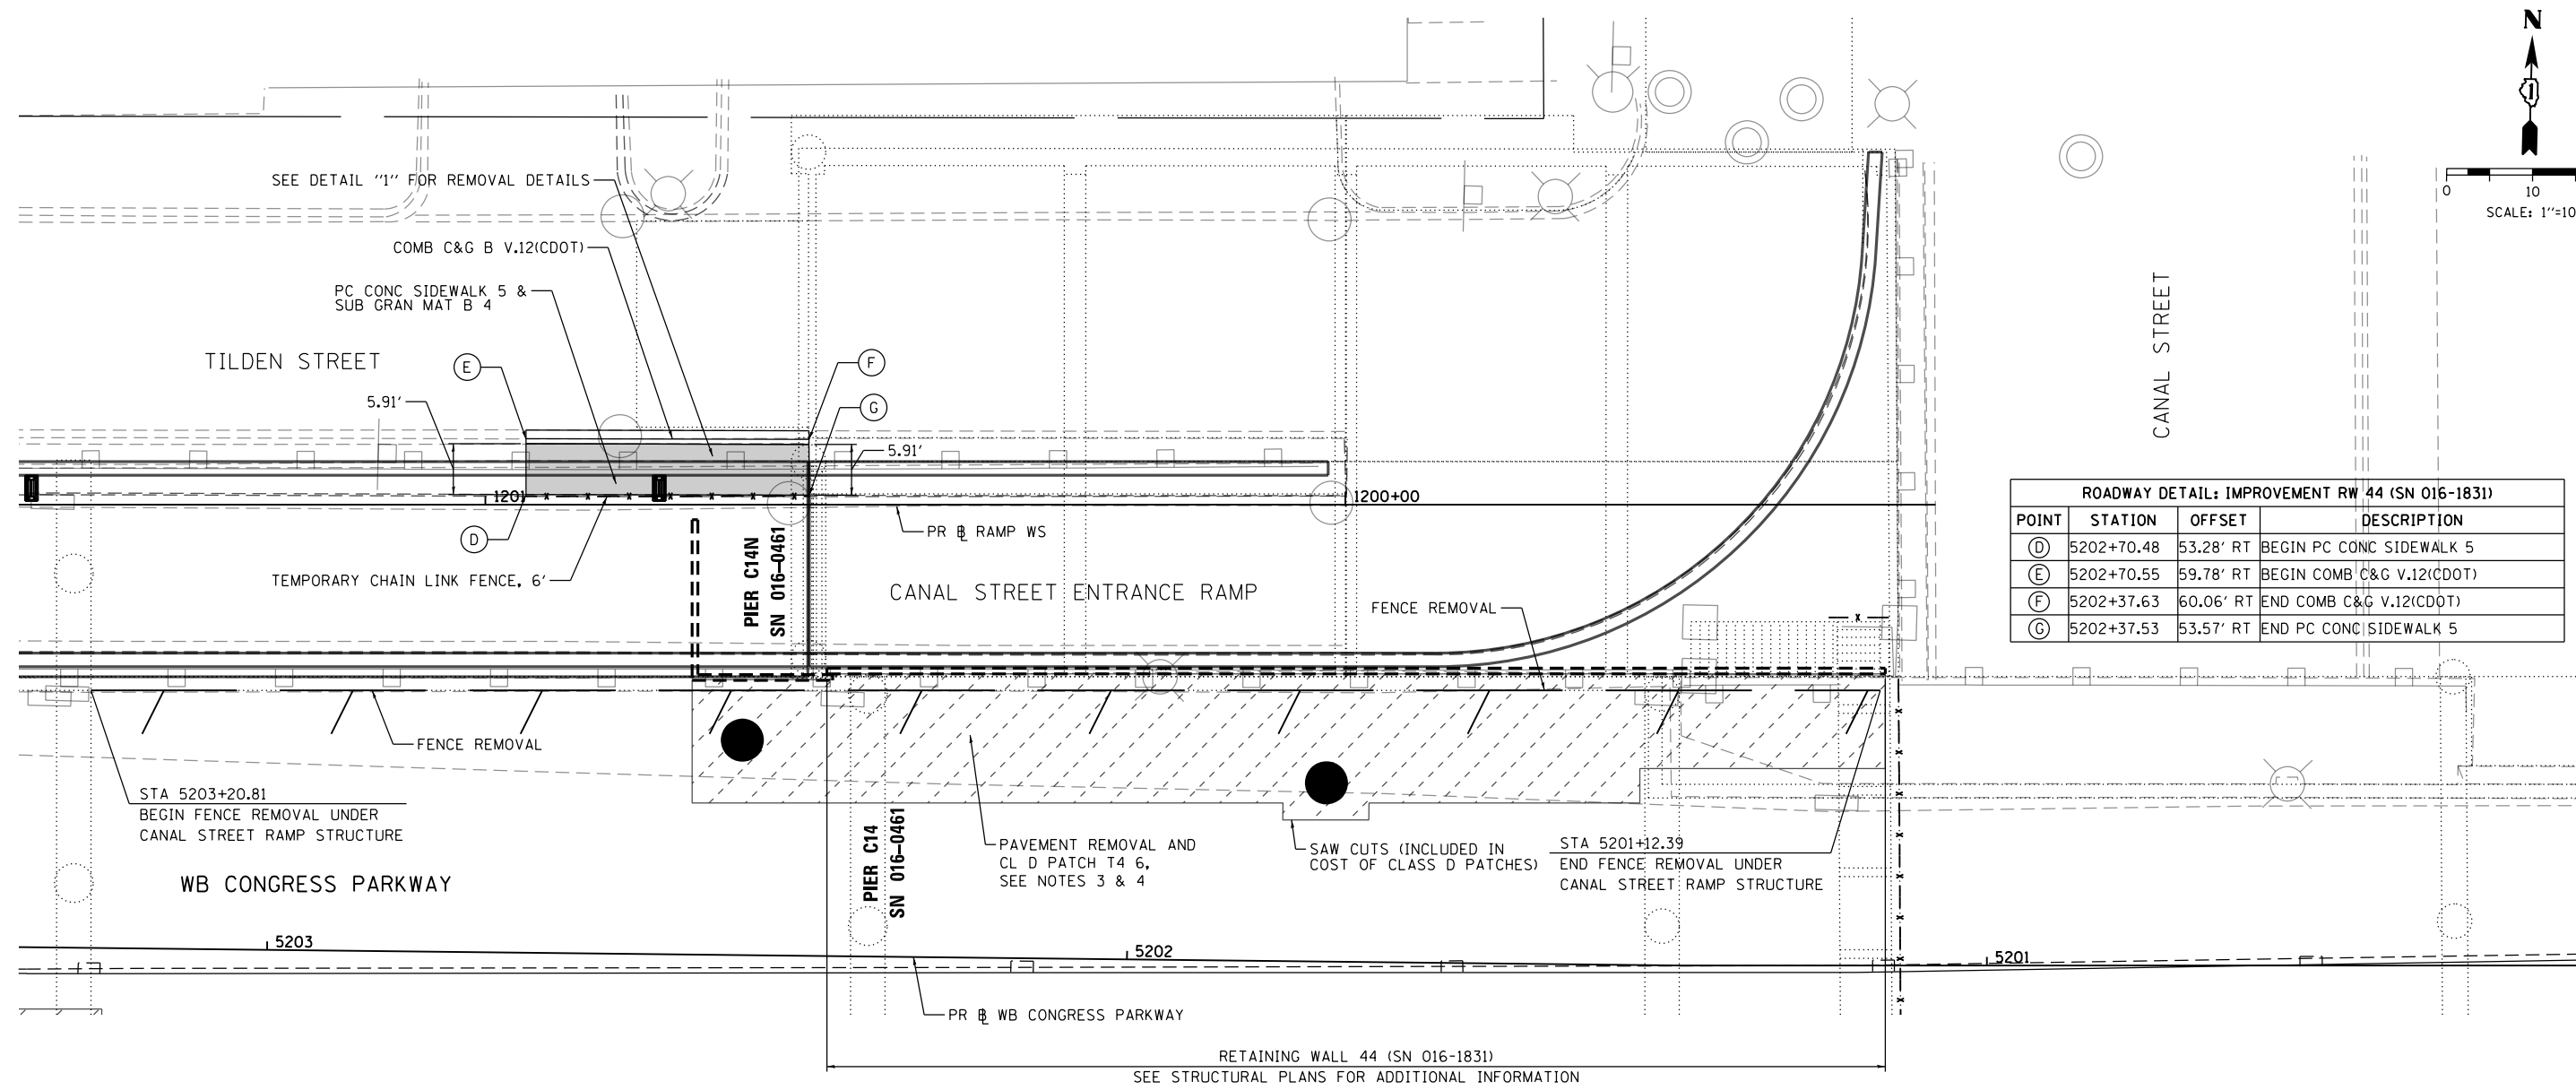 N
0 10
SCALE: 1"=10
SEE DETAIL "1" FOR REMOVAL DETAILS
COMB C&G B V.12(CDOT)
PC CONC SIDEWALK 5 &
SUB GRAN MAT B 4
TILDEN STREET
CANAL STREET
E
F
G
D
5.91'
5.91'
1201
1200+00
PR BL RAMP WS
TEMPORARY CHAIN LINK FENCE, 6'
PIER C14N
SN 016-0461
CANAL STREET ENTRANCE RAMP
FENCE REMOVAL
ROADWAY DETAIL: IMPROVEMENT RW 44 (SN 016-1831)
POINT STATION OFFSET DESCRIPTION
D 5202+70.48 53.28' RT BEGIN PC CONC SIDEWALK 5
E 5202+70.55 59.78' RT BEGIN COMB C&G V.12(CDOT)
F 5202+37.63 60.06' RT END COMB C&G V.12(CDOT)
G 5202+37.53 53.57' RT END PC CONC SIDEWALK 5
FENCE REMOVAL
STA 5203+20.81
BEGIN FENCE REMOVAL UNDER
CANAL STREET RAMP STRUCTURE
WB CONGRESS PARKWAY
PIER C14
SN 016-0461
PAVEMENT REMOVAL AND
CL D PATCH T4 6,
SEE NOTES 3 & 4
SAW CUTS (INCLUDED IN
COST OF CLASS D PATCHES)
STA 5201+12.39
END FENCE REMOVAL UNDER
CANAL STREET RAMP STRUCTURE
5203
5202
5201
PR BL WB CONGRESS PARKWAY
RETAINING WALL 44 (SN 016-1831)
SEE STRUCTURAL PLANS FOR ADDITIONAL INFORMATION